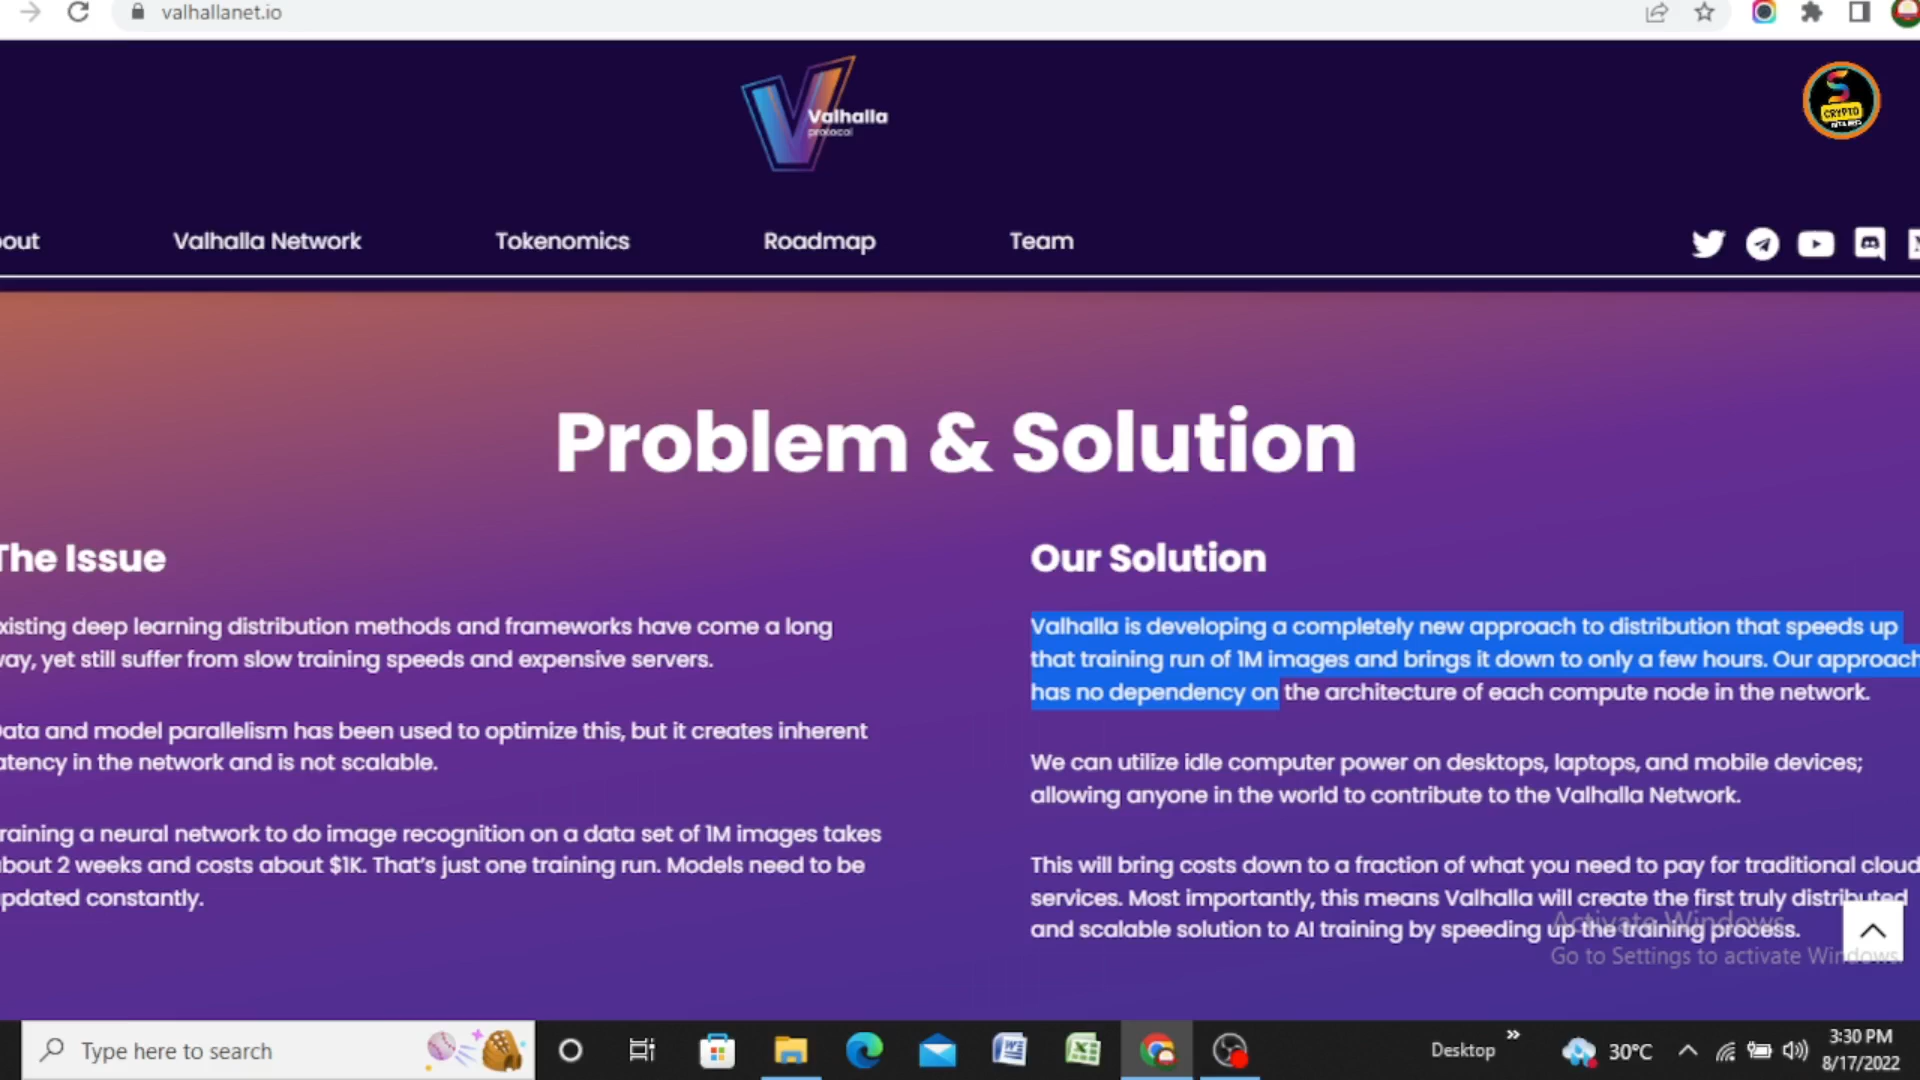 valhallanet.io
Valhalla
protocol
CRYPTO
out
Valhalla Network
Tokenomics
Roadmap
Team
Problem & Solution
The Issue
xisting deep learning distribution methods and frameworks have come a long
way, yet still suffer from slow training speeds and expensive servers.
Data and model parallelism has been used to optimize this, but it creates inherent
atency in the network and is not scalable.
raining a neural network to do image recognition on a data set of 1M images takes
about 2 weeks and costs about $1K. That's just one training run. Models need to be
pdated constantly.
Our Solution
Valhalla is developing a completely new approach to distribution that speeds up
that training run of 1M images and brings it down to only a few hours. Our approach
has no dependency on the architecture of each compute node in the network.
We can utilize idle computer power on desktops, laptops, and mobile devices;
allowing anyone in the world to contribute to the Valhalla Network.
This will bring costs down to a fraction of what you need to pay for traditional cloud
services. Most importantly, this means Valhalla will create the first truly distributed
and scalable solution to AI training by speeding up the training process.
Activate Windows
Go to Settings to activate Windows.
Type here to search
Desktop
30°C
3:30 PM
8/17/2022